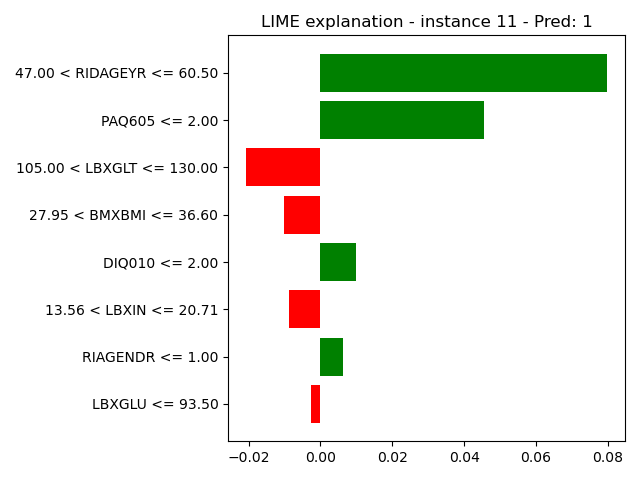 LIME explanation - instance 11 - Pred: 1
47.00 < RIDAGEYR <= 60.50
PAQ605 <= 2.00
105.00 < LBXGLT <= 130.00
27.95 < BMXBMI <= 36.60
DIQ010 <= 2.00
13.56 < LBXIN <= 20.71
RIAGENDR <= 1.00
LBXGLU <= 93.50
−0.02 0.00 0.02 0.04 0.06 0.08